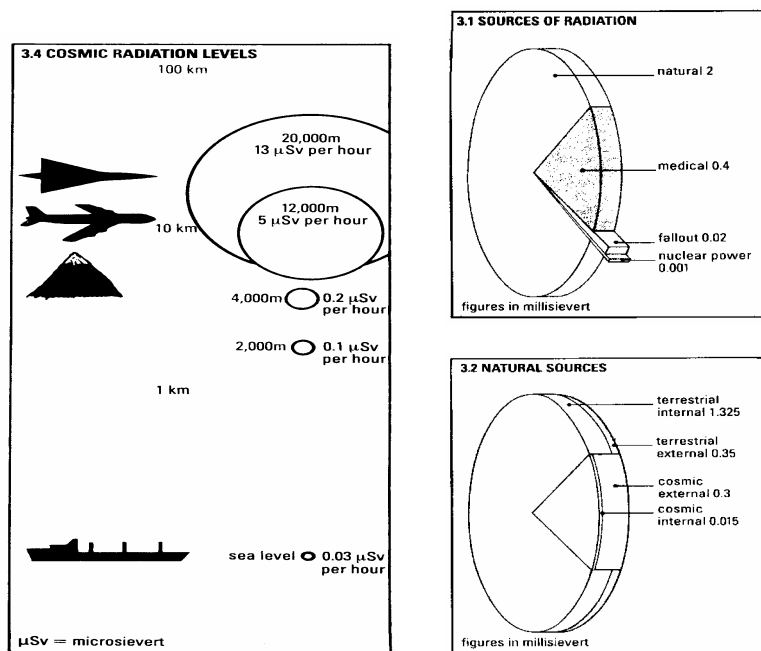 3.4 COSMIC RADIATION LEVELS
100 km
20,000m
13 µSv per hour
12,000m
5 µSv per hour
10 km
4,000m 0.2 µSv
per hour
2,000m 0.1 µSv
per hour
1 km
sea level 0.03 µSv
per hour
µSv = microsievert
3.1 SOURCES OF RADIATION
natural 2
medical 0.4
fallout 0.02
nuclear power
0.001
figures in millisievert
3.2 NATURAL SOURCES
terrestrial
internal 1.325
terrestrial
external 0.35
cosmic
external 0.3
cosmic
internal 0.015
figures in millisievert